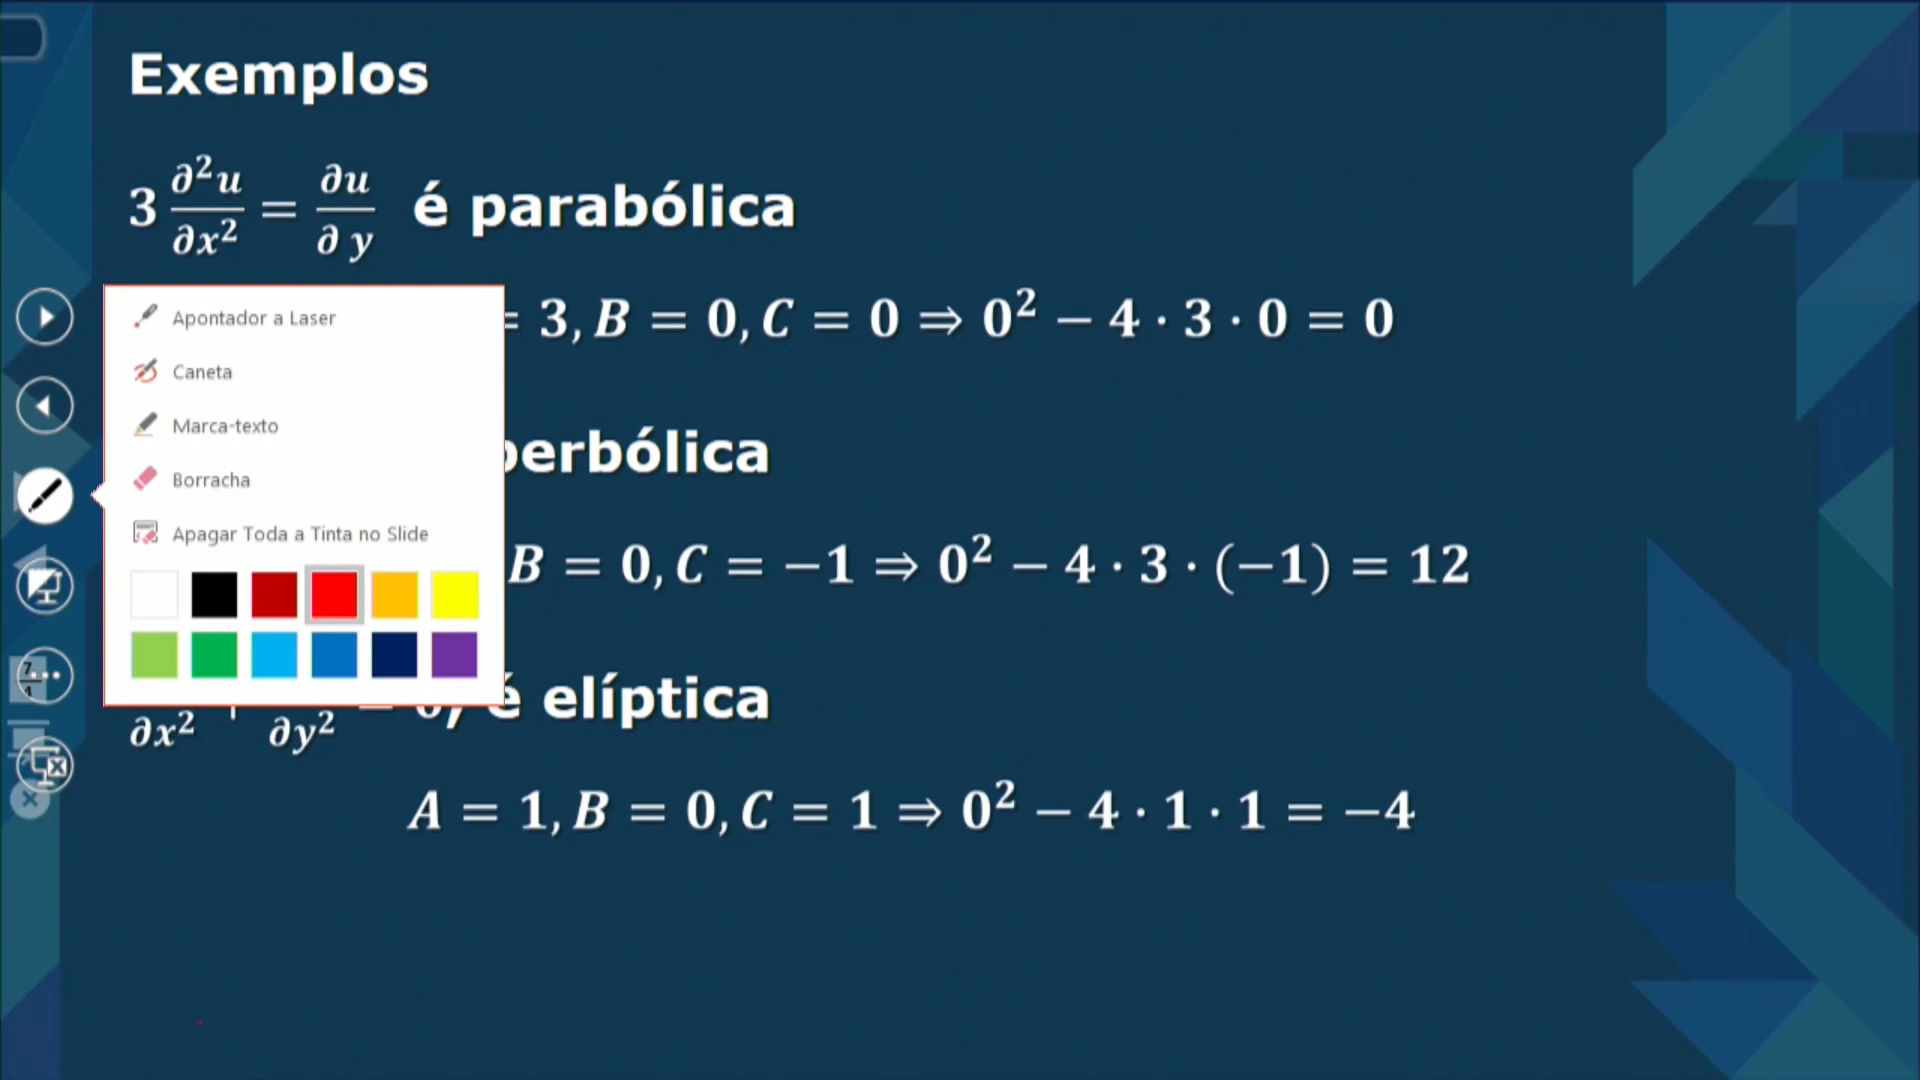 Exemplos
3 ∂²u/∂x² = ∂u/∂y é parabólica
= 3, B = 0, C = 0 ⇒ 0² − 4 · 3 · 0 = 0
Apontador a Laser
Caneta
Marca-texto
Borracha
Apagar Toda a Tinta no Slide
perbólica
B = 0, C = −1 ⇒ 0² − 4 · 3 · (−1) = 12
é elíptica
∂x² ∂y²
A = 1, B = 0, C = 1 ⇒ 0² − 4 · 1 · 1 = −4